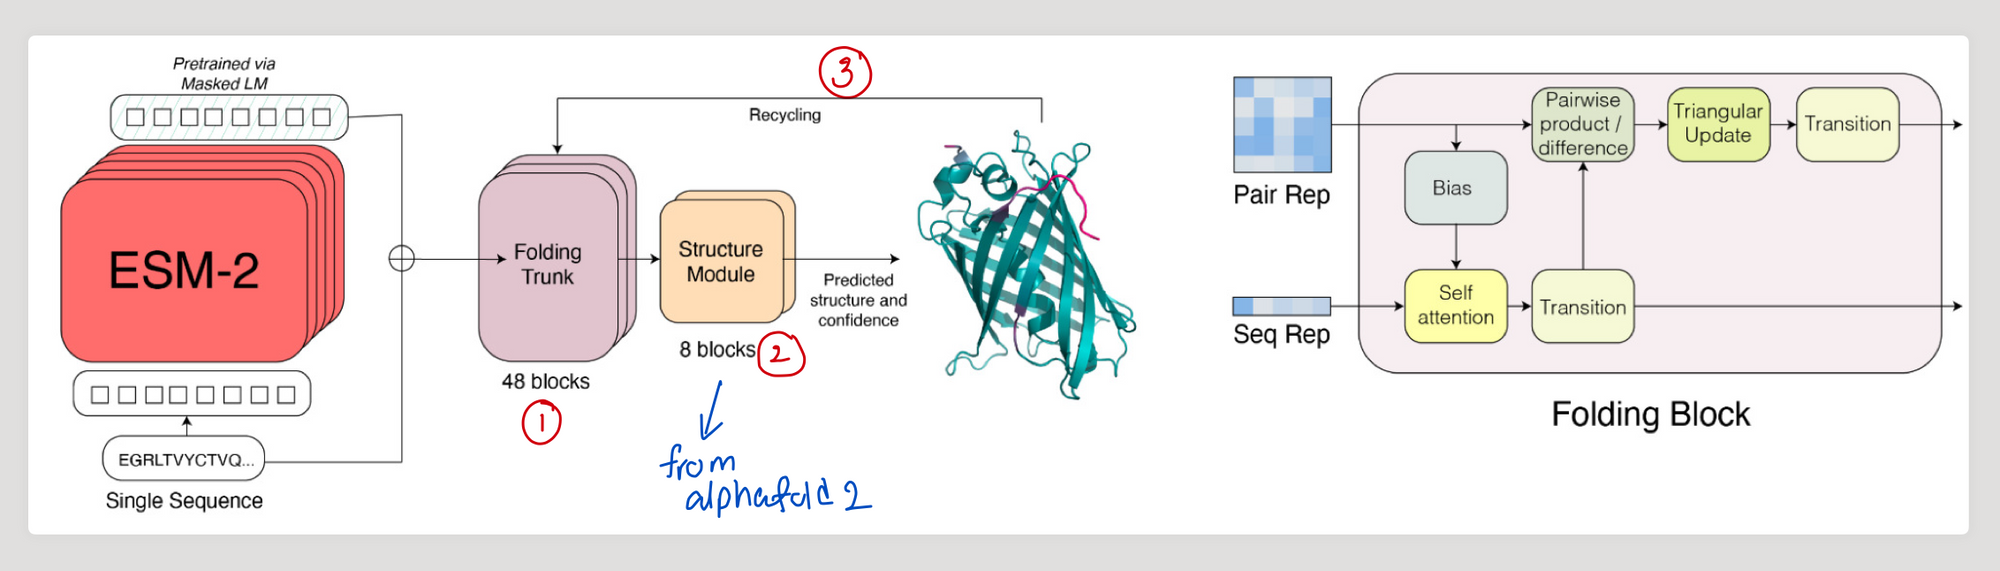 Pretrained via
Masked LM
ESM-2
EGRLTVYCTVQ...
Single Sequence
3
Recycling
Folding
Trunk
48 blocks
1
Structure
Module
8 blocks
2
from
alphafold 2
Predicted
structure and
confidence
Pair Rep
Seq Rep
Bias
Self
attention
Pairwise
product /
difference
Transition
Triangular
Update
Transition
Folding Block